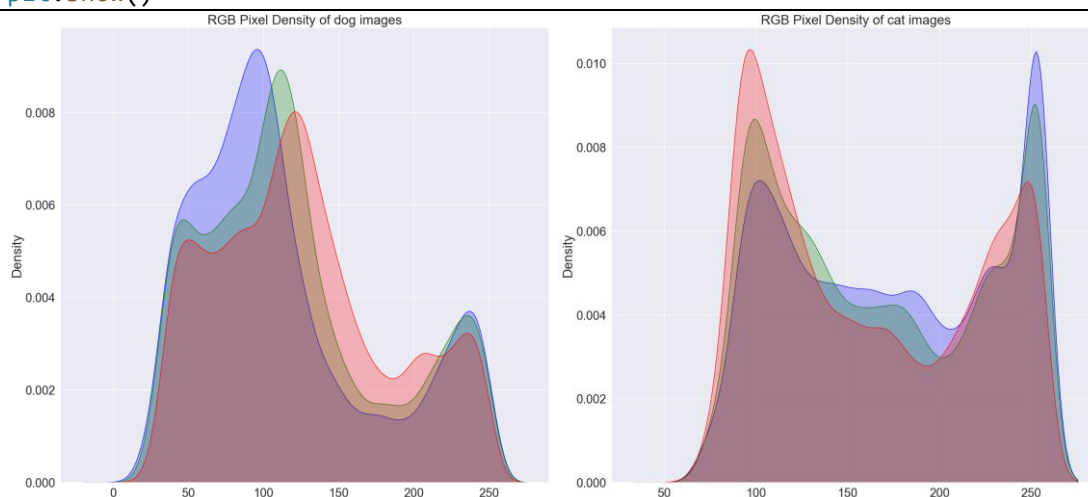 plt.show()
RGB Pixel Density of dog images
0.008
0.006
Density
0.004
0.002
0.000
0 50 100 150 200 250
RGB Pixel Density of cat images
0.010
0.008
0.006
Density
0.004
0.002
0.000
50 100 150 200 250